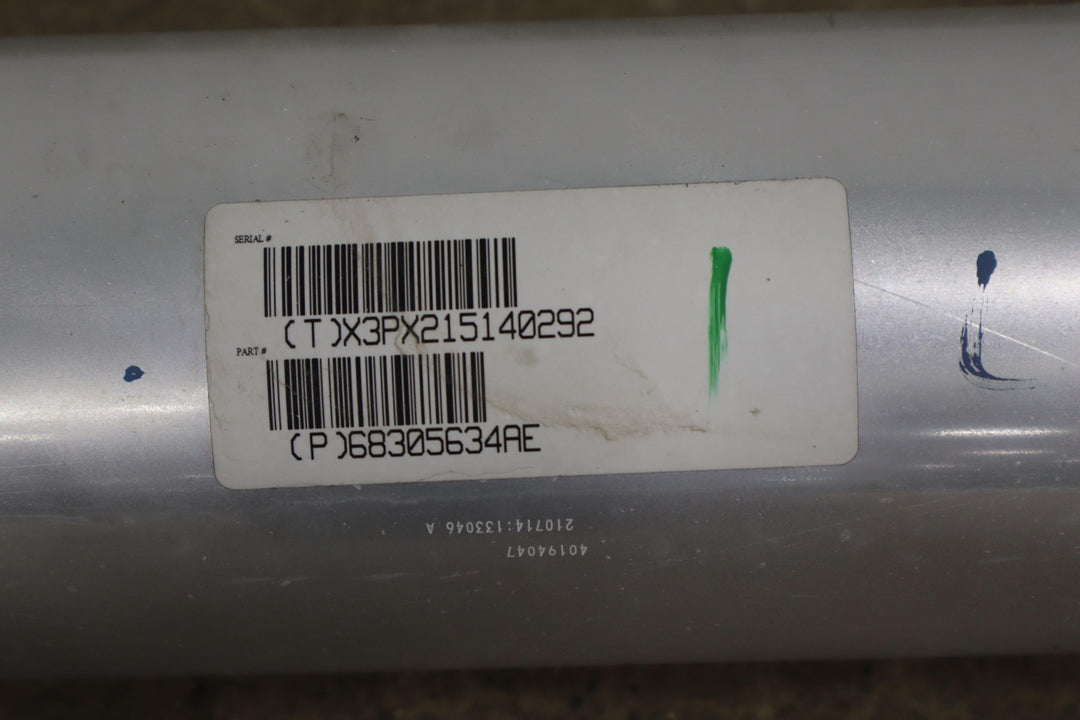 SERIAL #
(T)X3PX215140292
PART #
(P)68305634AE
40194047
210714:133046 A